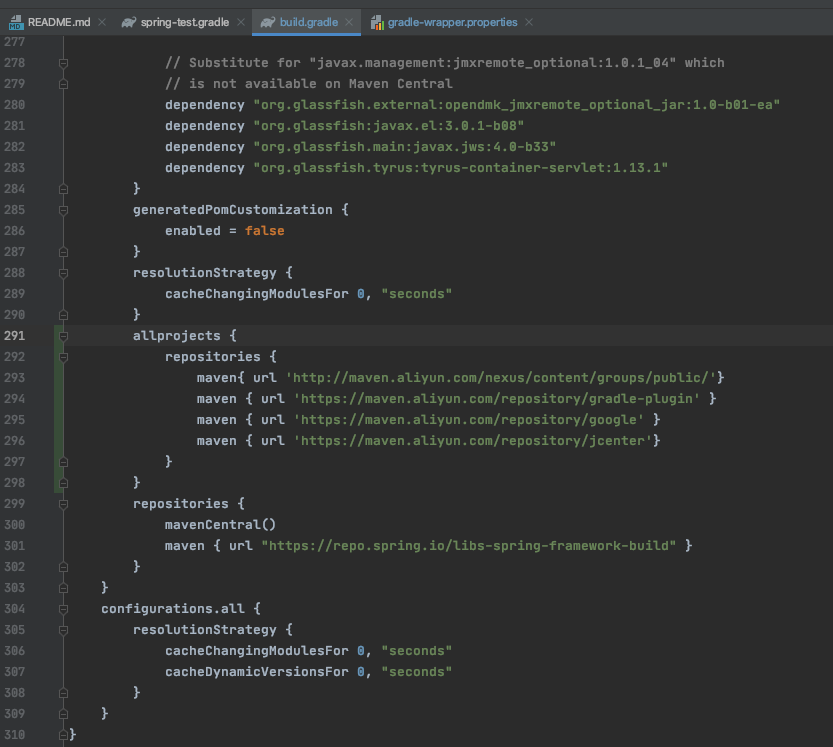 README.md spring-test.gradle build.gradle gradle-wrapper.properties
277
278 // Substitute for "javax.management:jmxremote_optional:1.0.1_04" which
279 // is not available on Maven Central
280 dependency "org.glassfish.external:opendmk_jmxremote_optional_jar:1.0-b01-ea"
281 dependency "org.glassfish:javax.el:3.0.1-b08"
282 dependency "org.glassfish.main:javax.jws:4.0-b33"
283 dependency "org.glassfish.tyrus:tyrus-container-servlet:1.13.1"
284 }
285 generatedPomCustomization {
286 enabled = false
287 }
288 resolutionStrategy {
289 cacheChangingModulesFor 0, "seconds"
290 }
291 allprojects {
292 repositories {
293 maven{ url 'http://maven.aliyun.com/nexus/content/groups/public/'}
294 maven { url 'https://maven.aliyun.com/repository/gradle-plugin' }
295 maven { url 'https://maven.aliyun.com/repository/google' }
296 maven { url 'https://maven.aliyun.com/repository/jcenter'}
297 }
298 }
299 repositories {
300 mavenCentral()
301 maven { url "https://repo.spring.io/libs-spring-framework-build" }
302 }
303 }
304 configurations.all {
305 resolutionStrategy {
306 cacheChangingModulesFor 0, "seconds"
307 cacheDynamicVersionsFor 0, "seconds"
308 }
309 }
310 }